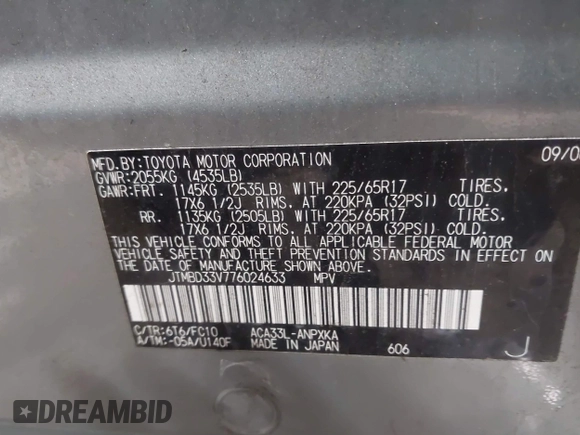 MFD.BY:TOYOTA MOTOR CORPORATION 09/0
GVWR:2055KG (4535LB)
GAWR:FRT. 1145KG (2535LB) WITH 225/65R17 TIRES.
17X6 1/2J RIMS. AT 220KPA (32PSI) COLD.
RR. 1135KG (2505LB) WITH 225/65R17 TIRES.
17X6 1/2J RIMS. AT 220KPA (32PSI) COLD.
THIS VEHICLE CONFORMS TO ALL APPLICABLE FEDERAL MOTOR
VEHICLE SAFETY AND THEFT PREVENTION STANDARDS IN EFFECT ON
THE DATE OF MANUFACTURE SHOWN ABOVE.
JTMBD33V776024633 MPV
C/TR:6T6/FC10 ACA33L-ANPXKA
A/TM:-05A/U140F MADE IN JAPAN 606 J
DREAMBID